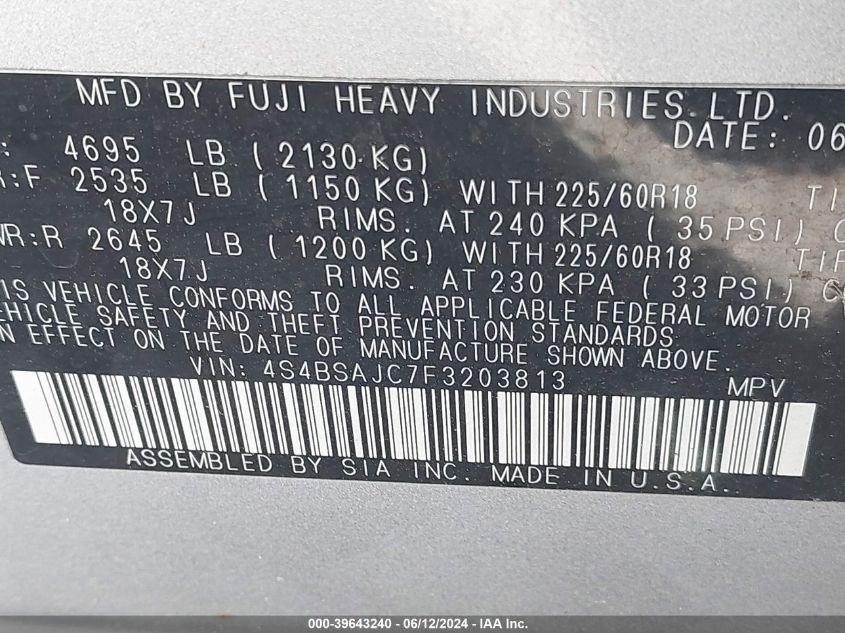 MFD BY FUJI HEAVY INDUSTRIES LTD.
DATE: 06
: 4695 LB ( 2130 KG)
R:F 2535 LB ( 1150 KG) WITH 225/60R18 TI
18X7J RIMS. AT 240 KPA ( 35 PSI) C
WR:R 2645 LB ( 1200 KG) WITH 225/60R18 TIR
18X7J RIMS. AT 230 KPA ( 33 PSI) C
IS VEHICLE CONFORMS TO ALL APPLICABLE FEDERAL MOTOR
EHICLE SAFETY AND THEFT PREVENTION STANDARDS
N EFFECT ON THE DATE OF MANUFACTURE SHOWN ABOVE.
VIN: 4S4BSAJC7F3203813 MPV
ASSEMBLED BY SIA INC. MADE IN U.S.A.
000-39643240 - 06/12/2024 - IAA Inc.